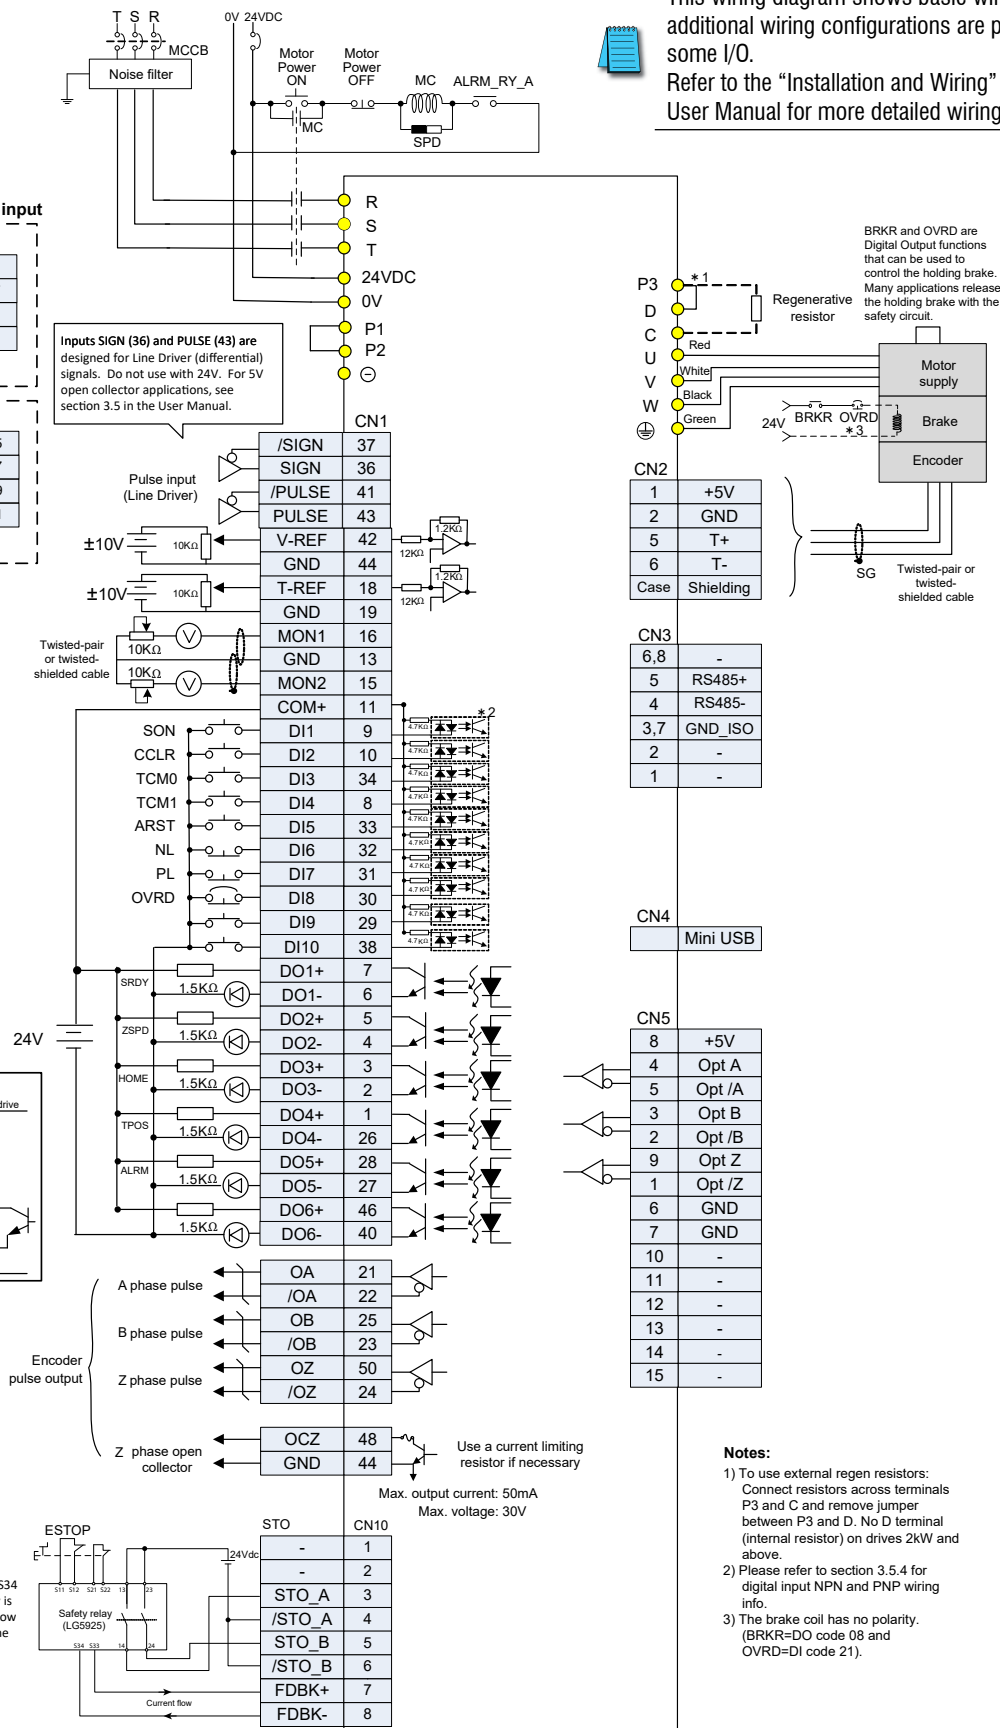 This wiring diagram shows basic wir
additional wiring configurations are p
some I/O.
Refer to the “Installation and Wiring”
User Manual for more detailed wiring
T S R
MCCB
Noise filter
0V 24VDC
Motor Power ON
Motor Power OFF
MC
ALRM_RY_A
MC
SPD
input
R
S
T
24VDC
0V
P1
P2
⊖
Inputs SIGN (36) and PULSE (43) are
designed for Line Driver (differential)
signals. Do not use with 24V. For 5V
open collector applications, see
section 3.5 in the User Manual.
P3
*1
D
C
U
V
W
Red
White
Black
Green
Regenerative
resistor
BRKR and OVRD are
Digital Output functions
that can be used to
control the holding brake.
Many applications release
the holding brake with the
safety circuit.
Motor
supply
24V
BRKR OVRD
*3
Brake
Encoder
SG
Twisted-pair or
twisted-
shielded cable
CN1
/SIGN 37
SIGN 36
/PULSE 41
PULSE 43
V-REF 42
GND 44
T-REF 18
GND 19
MON1 16
GND 13
MON2 15
COM+ 11
DI1 9
DI2 10
DI3 34
DI4 8
DI5 33
DI6 32
DI7 31
DI8 30
DI9 29
DI10 38
DO1+ 7
DO1- 6
DO2+ 5
DO2- 4
DO3+ 3
DO3- 2
DO4+ 1
DO4- 26
DO5+ 28
DO5- 27
DO6+ 46
DO6- 40
Pulse input
(Line Driver)
±10V
10KΩ
±10V
10KΩ
1.2KΩ
12KΩ
1.2KΩ
12KΩ
Twisted-pair
or twisted-
shielded cable
10KΩ
V
10KΩ
V
*2
4.7KΩ
4.7KΩ
4.7KΩ
4.7KΩ
4.7KΩ
4.7KΩ
4.7KΩ
4.7KΩ
4.7KΩ
4.7KΩ
SON
CCLR
TCM0
TCM1
ARST
NL
PL
OVRD
24V
SRDY
1.5KΩ
ZSPD
1.5KΩ
HOME
1.5KΩ
TPOS
1.5KΩ
ALRM
1.5KΩ
1.5KΩ
drive
CN2
1 +5V
2 GND
5 T+
6 T-
Case Shielding
CN3
6,8 -
5 RS485+
4 RS485-
3,7 GND_ISO
2 -
1 -
CN4
Mini USB
CN5
8 +5V
4 Opt A
5 Opt /A
3 Opt B
2 Opt /B
9 Opt Z
1 Opt /Z
6 GND
7 GND
10 -
11 -
12 -
13 -
14 -
15 -
OA 21
/OA 22
OB 25
/OB 23
OZ 50
/OZ 24
A phase pulse
B phase pulse
Z phase pulse
Encoder
pulse output
OCZ 48
GND 44
Z phase open
collector
Use a current limiting
resistor if necessary
Max. output current: 50mA
Max. voltage: 30V
STO CN10
- 1
- 2
STO_A 3
/STO_A 4
STO_B 5
/STO_B 6
FDBK+ 7
FDBK- 8
ESTOP
24Vdc
S11 S12 S21 S22 13 23
Safety relay
(LG5925)
S34 S33 14 24
Current flow
S34
is
ow
ne
Notes:
1) To use external regen resistors:
Connect resistors across terminals
P3 and C and remove jumper
between P3 and D. No D terminal
(internal resistor) on drives 2kW and
above.
2) Please refer to section 3.5.4 for
digital input NPN and PNP wiring
info.
3) The brake coil has no polarity.
(BRKR=DO code 08 and
OVRD=DI code 21).